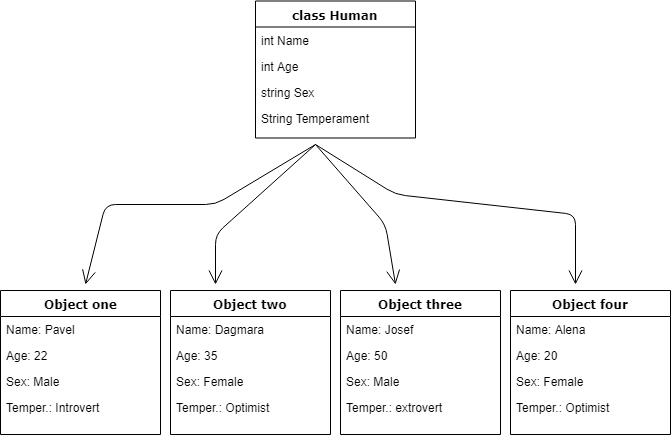 class Human
int Name
int Age
string Sex
String Temperament
Object one
Name: Pavel
Age: 22
Sex: Male
Temper.: Introvert
Object two
Name: Dagmara
Age: 35
Sex: Female
Temper.: Optimist
Object three
Name: Josef
Age: 50
Sex: Male
Temper.: extrovert
Object four
Name: Alena
Age: 20
Sex: Female
Temper.: Optimist